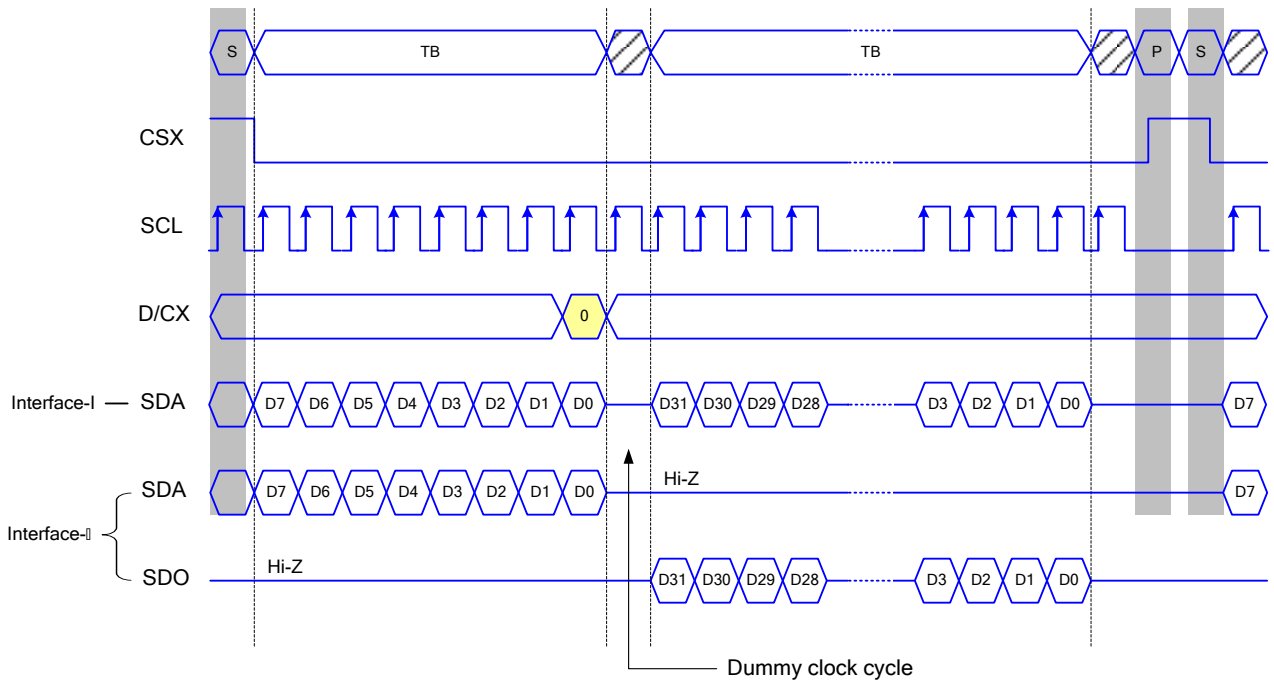 S TB TB P S
CSX
SCL
D/CX 0
Interface-I SDA D7 D6 D5 D4 D3 D2 D1 D0 D31 D30 D29 D28 D3 D2 D1 D0 D7
SDA D7 D6 D5 D4 D3 D2 D1 D0 Hi-Z D7
Interface-
SDO Hi-Z D31 D30 D29 D28 D3 D2 D1 D0
Dummy clock cycle